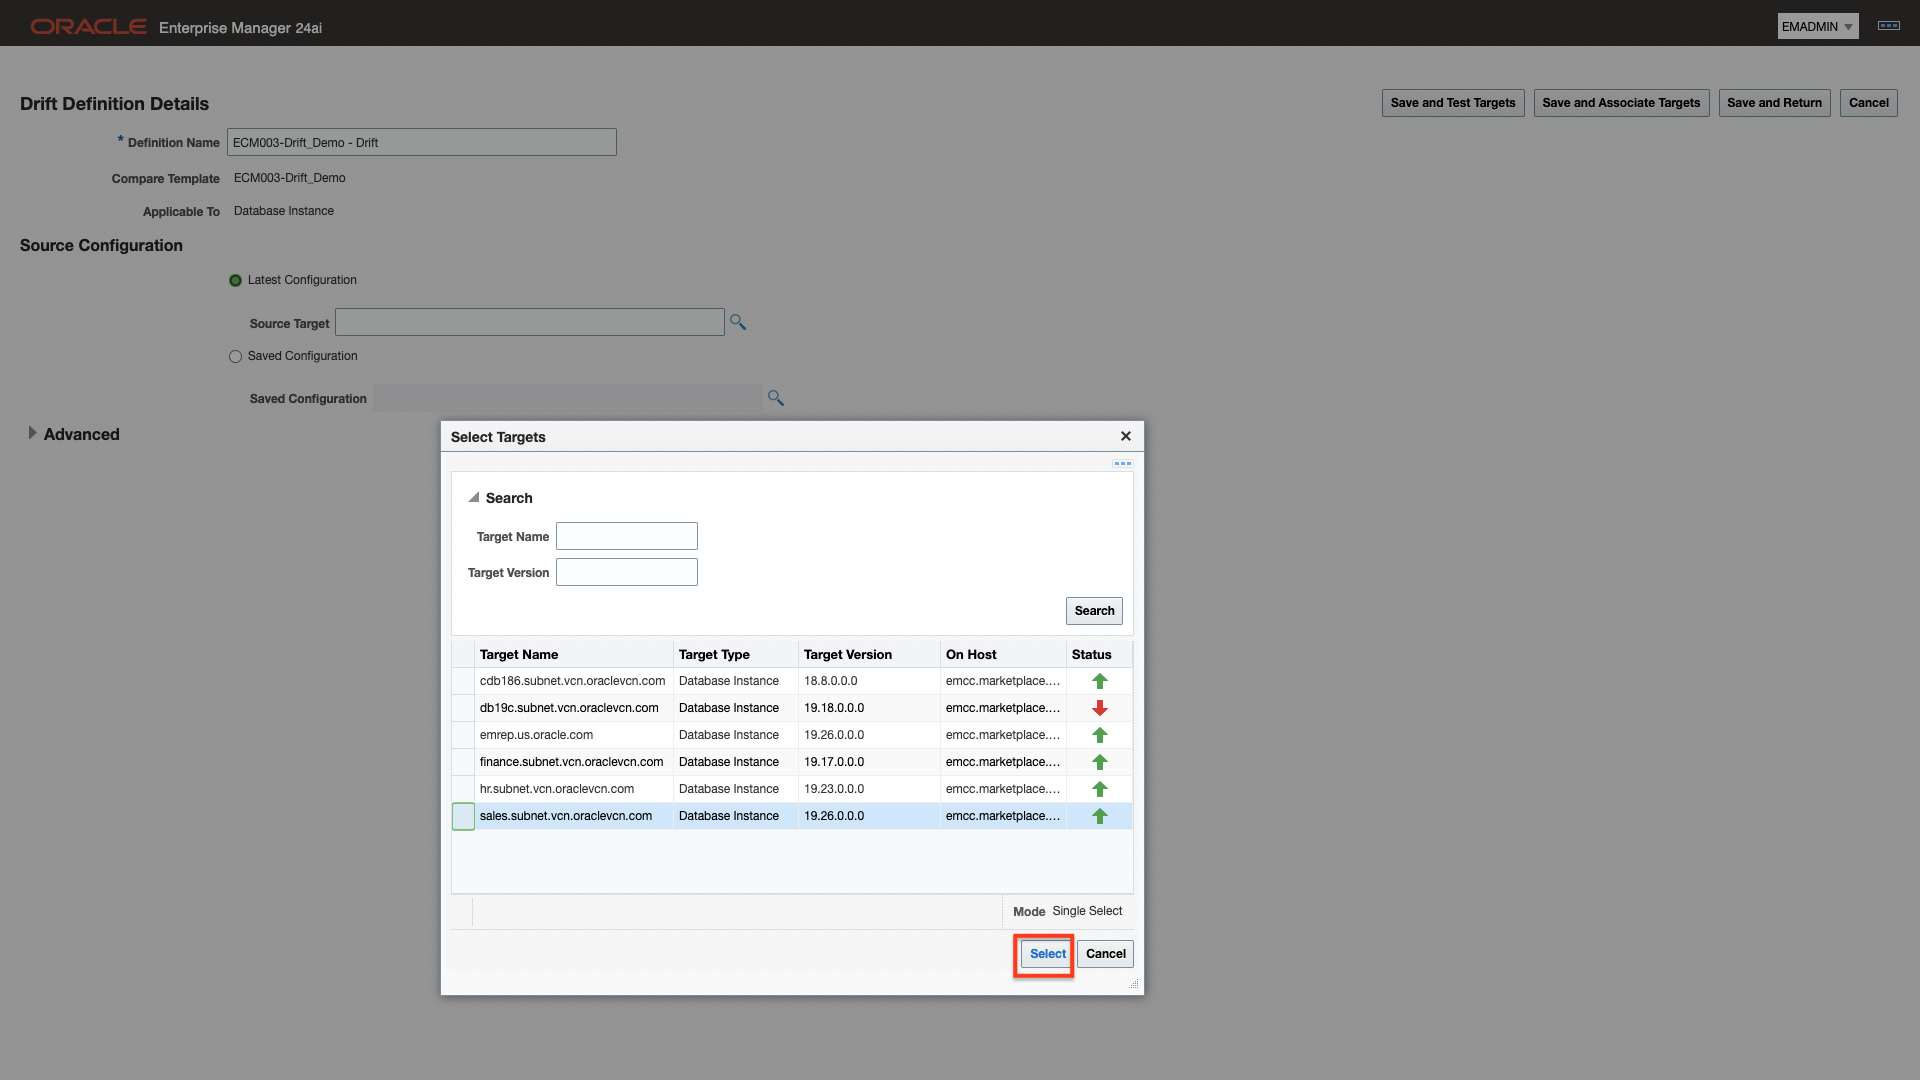 ORACLE Enterprise Manager 24ai
EMADMIN
Drift Definition Details
Save and Test Targets
Save and Associate Targets
Save and Return
Cancel
* Definition Name ECM003-Drift_Demo - Drift
Compare Template ECM003-Drift_Demo
Applicable To Database Instance
Source Configuration
Latest Configuration
Source Target
Saved Configuration
Saved Configuration
Advanced
Select Targets
Search
Target Name
Target Version
Search
Target Name Target Type Target Version On Host Status
cdb186.subnet.vcn.oraclevcn.com Database Instance 18.8.0.0.0 emcc.marketplace....
db19c.subnet.vcn.oraclevcn.com Database Instance 19.18.0.0.0 emcc.marketplace....
emrep.us.oracle.com Database Instance 19.26.0.0.0 emcc.marketplace....
finance.subnet.vcn.oraclevcn.com Database Instance 19.17.0.0.0 emcc.marketplace....
hr.subnet.vcn.oraclevcn.com Database Instance 19.23.0.0.0 emcc.marketplace....
sales.subnet.vcn.oraclevcn.com Database Instance 19.26.0.0.0 emcc.marketplace....
Mode Single Select
Select Cancel